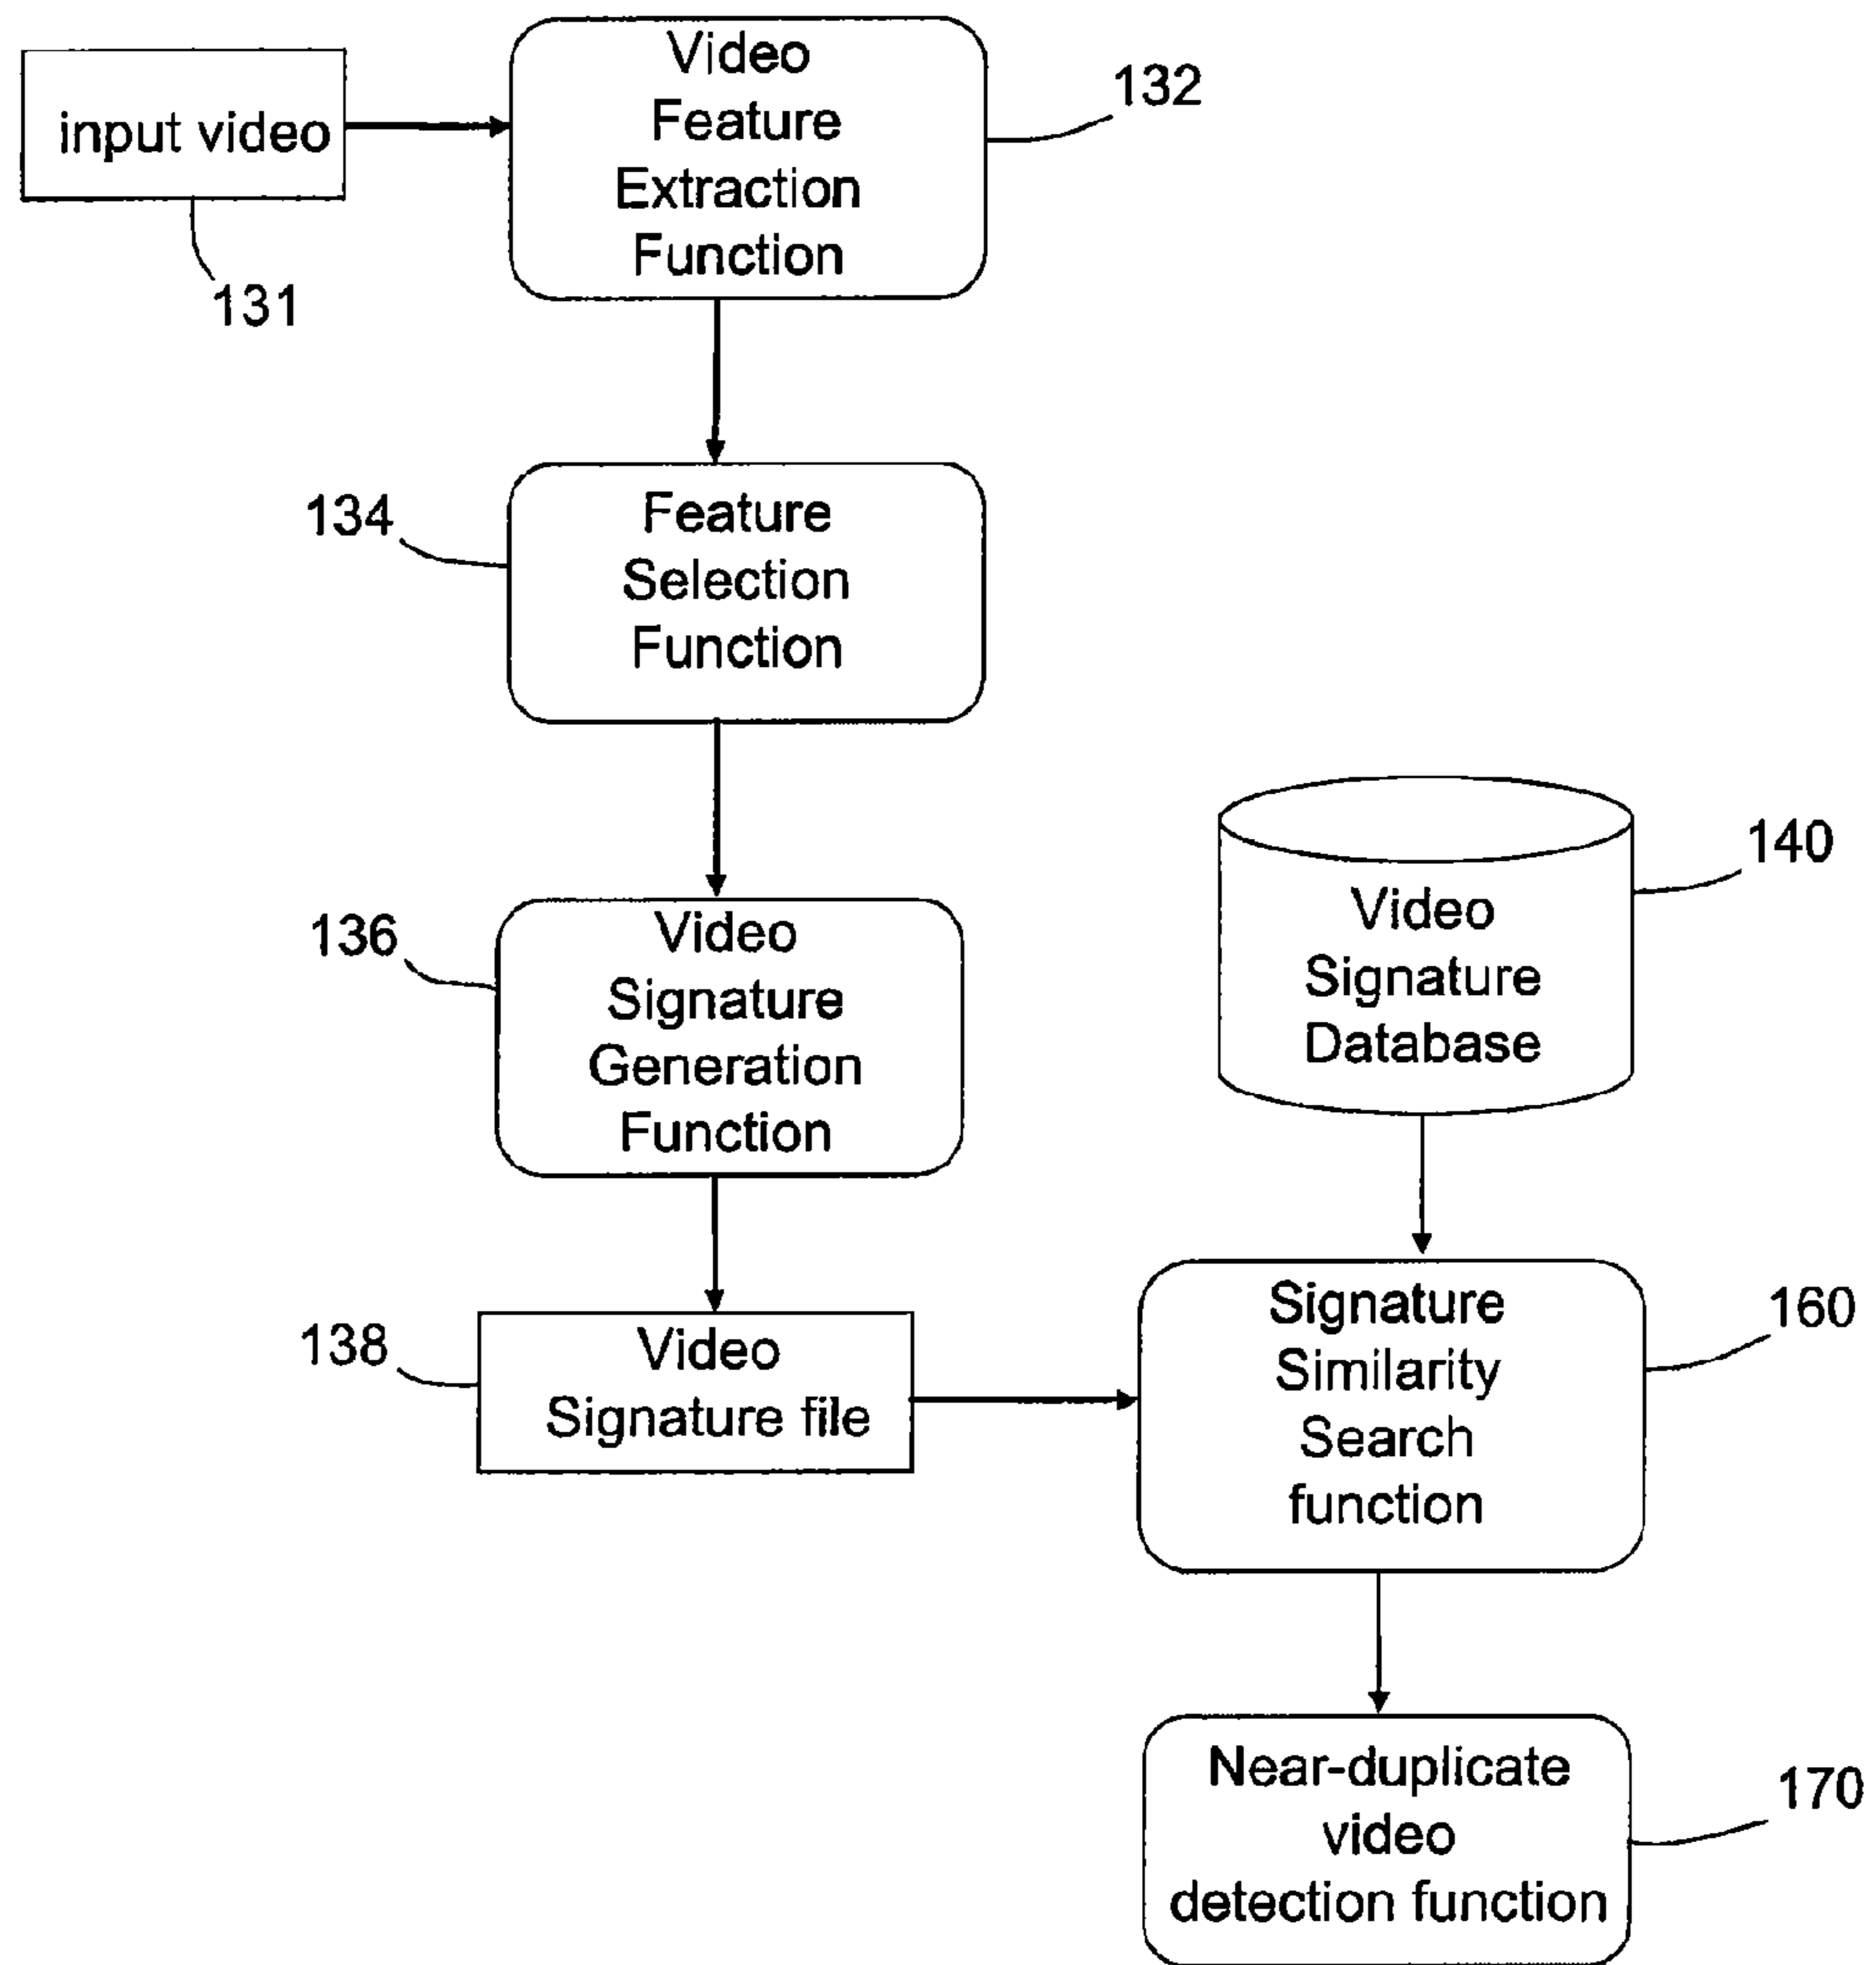 input video
131
Video
Feature
Extraction
Function
132
134
Feature
Selection
Function
136
Video
Signature
Generation
Function
140
Video
Signature
Database
138
Video
Signature file
Signature
Similarity
Search
function
160
Near-duplicate
video
detection function
170